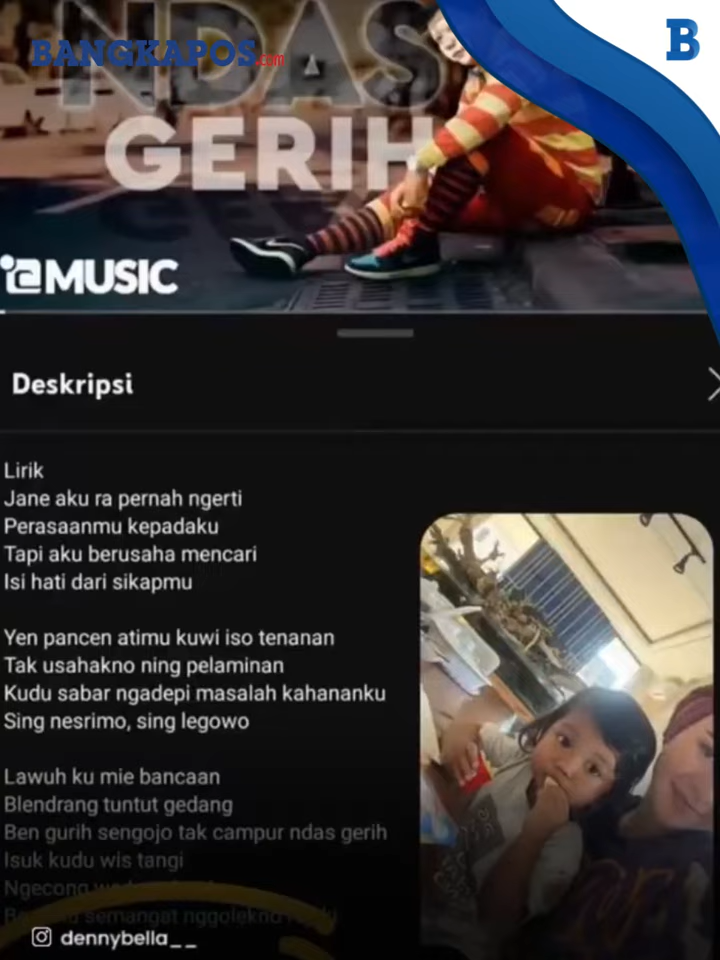 NDAS
BANGKAPOS.com
B
GERIH
MUSIC
Deskripsi
Lirik
Jane aku ra pernah ngerti
Perasaanmu kepadaku
Tapi aku berusaha mencari
Isi hati dari sikapmu
Yen pancen atimu kuwi iso tenanan
Tak usahakno ning pelaminan
Kudu sabar ngadepi masalah kahananku
Sing nesrimo, sing legowo
Lawuh ku mie bancaan
Blendrang tuntut gedang
Ben gurih sengojo tak campur ndas gerih
Isuk kudu wis tangi
Ngecong
semangat nggolekno
dennybella__